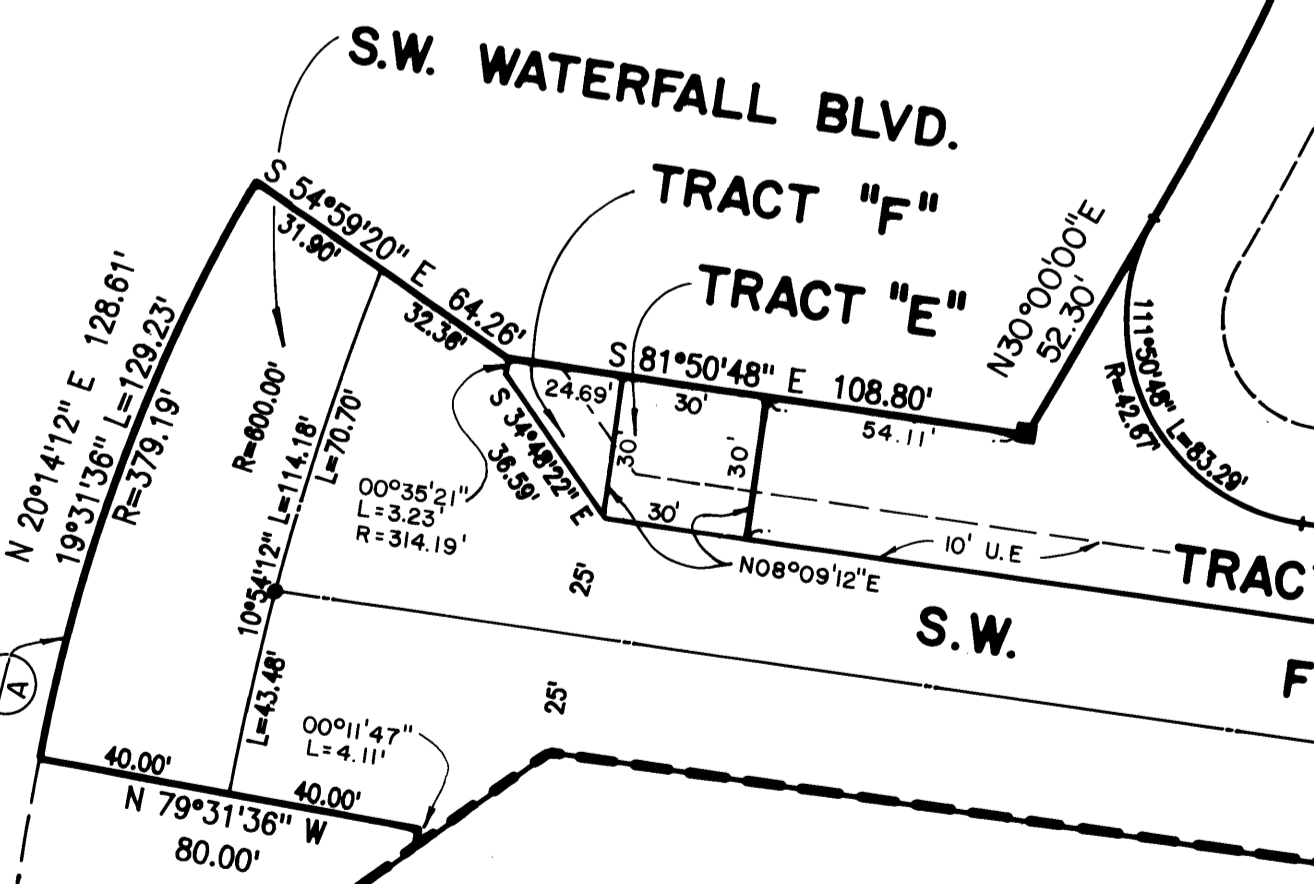 S.W. WATERFALL BLVD.
TRACT "F"
TRACT "E"
S 54°59'20" E 64.26'
31.90'
32.36'
S 81°50'48" E 108.80'
24.69'
30'
54.11'
N30°00'00"E
52.30'
111°50'48" L=83.29'
R=42.67'
N 20°14'12" E 128.61'
19°31'36" L=129.23'
R=379.19'
R=600.00'
10°54'12" L=114.18'
L=70.70'
L=43.48'
S 34°48'22" E
36.59'
30'
30'
30'
00°35'21"
L=3.23'
R=314.19'
N08°09'12"E
10' U.E
TRAC
25'
25'
S.W.
F
A
00°11'47"
L=4.11'
40.00'
40.00'
N 79°31'36" W
80.00'